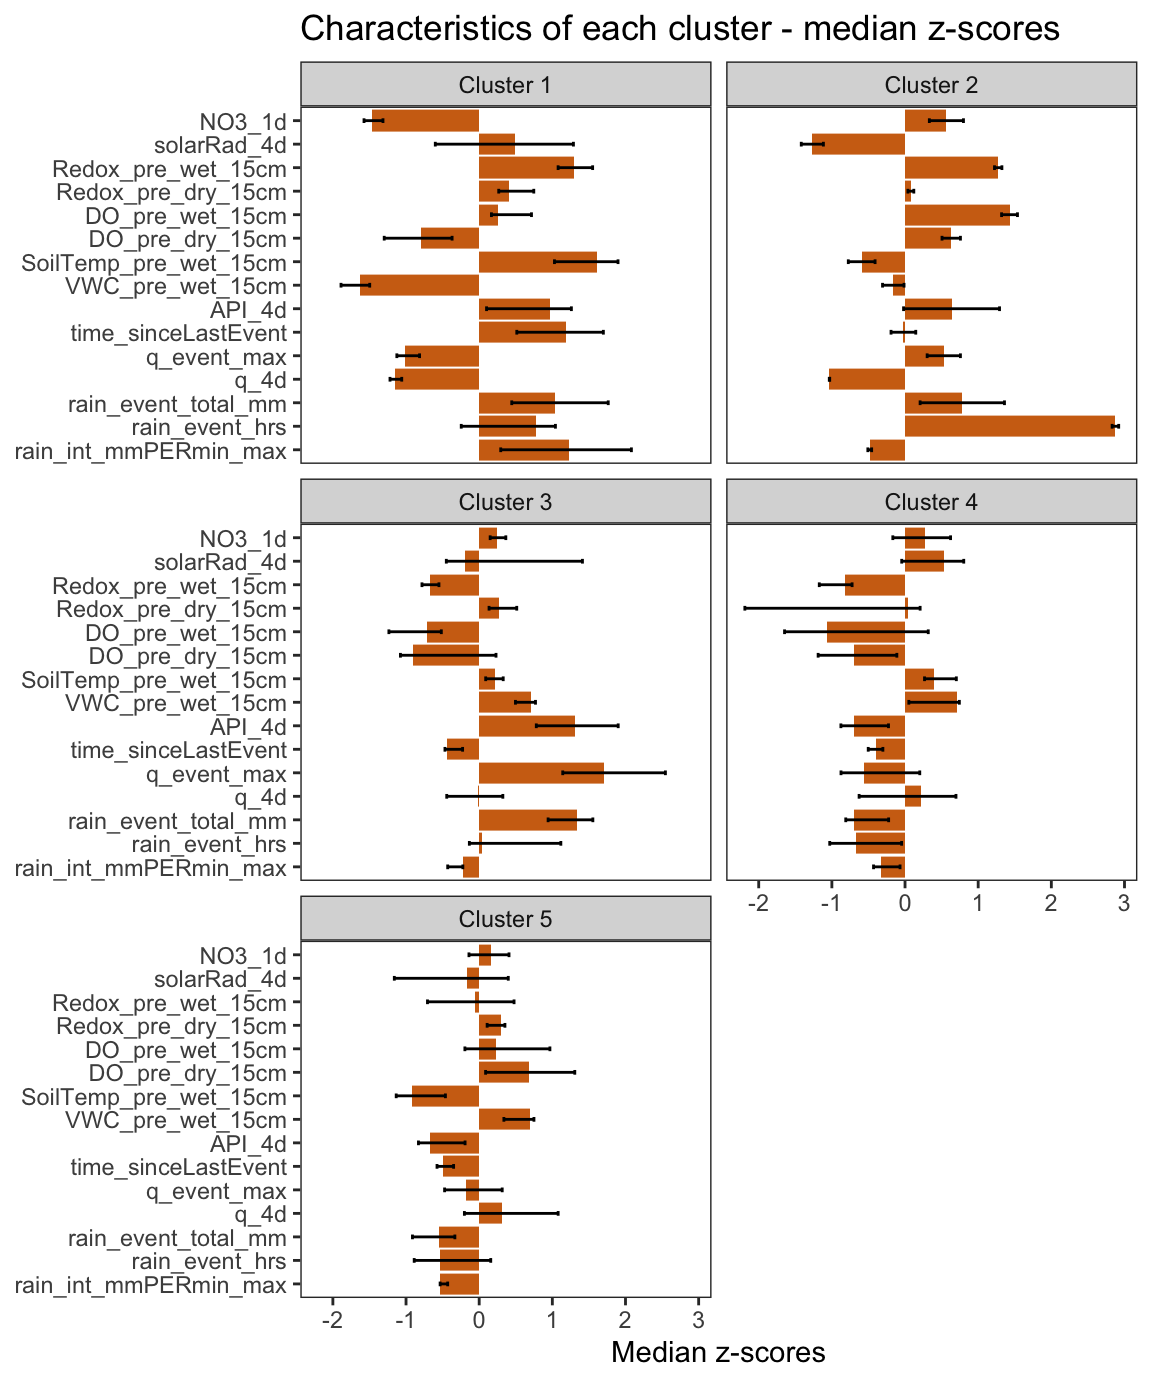 Characteristics of each cluster - median z-scores
Cluster 1
Cluster 2
NO3_1d
solarRad_4d
Redox_pre_wet_15cm
Redox_pre_dry_15cm
DO_pre_wet_15cm
DO_pre_dry_15cm
SoilTemp_pre_wet_15cm
VWC_pre_wet_15cm
API_4d
time_sinceLastEvent
q_event_max
q_4d
rain_event_total_mm
rain_event_hrs
rain_int_mmPERmin_max
Cluster 3
Cluster 4
NO3_1d
solarRad_4d
Redox_pre_wet_15cm
Redox_pre_dry_15cm
DO_pre_wet_15cm
DO_pre_dry_15cm
SoilTemp_pre_wet_15cm
VWC_pre_wet_15cm
API_4d
time_sinceLastEvent
q_event_max
q_4d
rain_event_total_mm
rain_event_hrs
rain_int_mmPERmin_max
-2 -1 0 1 2 3
Cluster 5
NO3_1d
solarRad_4d
Redox_pre_wet_15cm
Redox_pre_dry_15cm
DO_pre_wet_15cm
DO_pre_dry_15cm
SoilTemp_pre_wet_15cm
VWC_pre_wet_15cm
API_4d
time_sinceLastEvent
q_event_max
q_4d
rain_event_total_mm
rain_event_hrs
rain_int_mmPERmin_max
-2 -1 0 1 2 3
Median z-scores